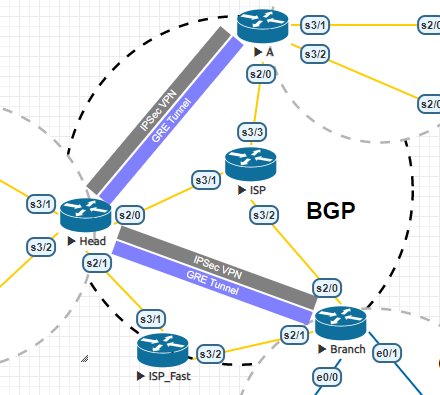 s3/1
s2/0
A
s3/2
s2/0
s2/0
IPSec VPN
GRE Tunnel
s3/3
s3/1
ISP
s3/1
s2/0
s3/2
BGP
Head
s3/2
IPSec VPN
s2/1
GRE Tunnel
s2/0
s3/1
s2/1
Branch
s3/2
e0/1
ISP_Fast
e0/0